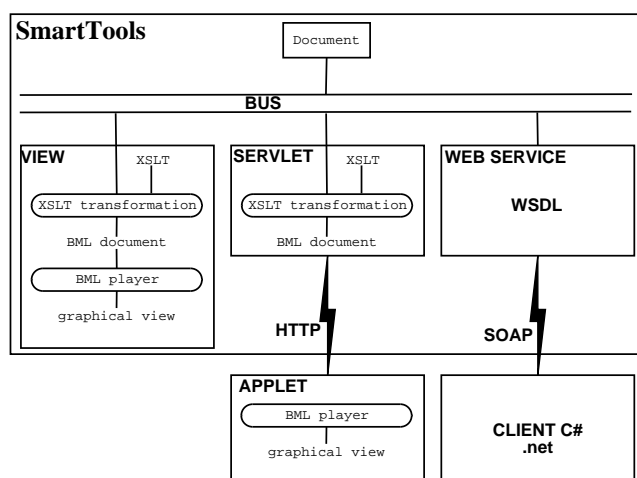 SmartTools
Document
BUS
VIEW
XSLT
XSLT transformation
BML document
BML player
graphical view
SERVLET
XSLT
XSLT transformation
BML document
WEB SERVICE
WSDL
HTTP
SOAP
APPLET
BML player
graphical view
CLIENT C#
.net